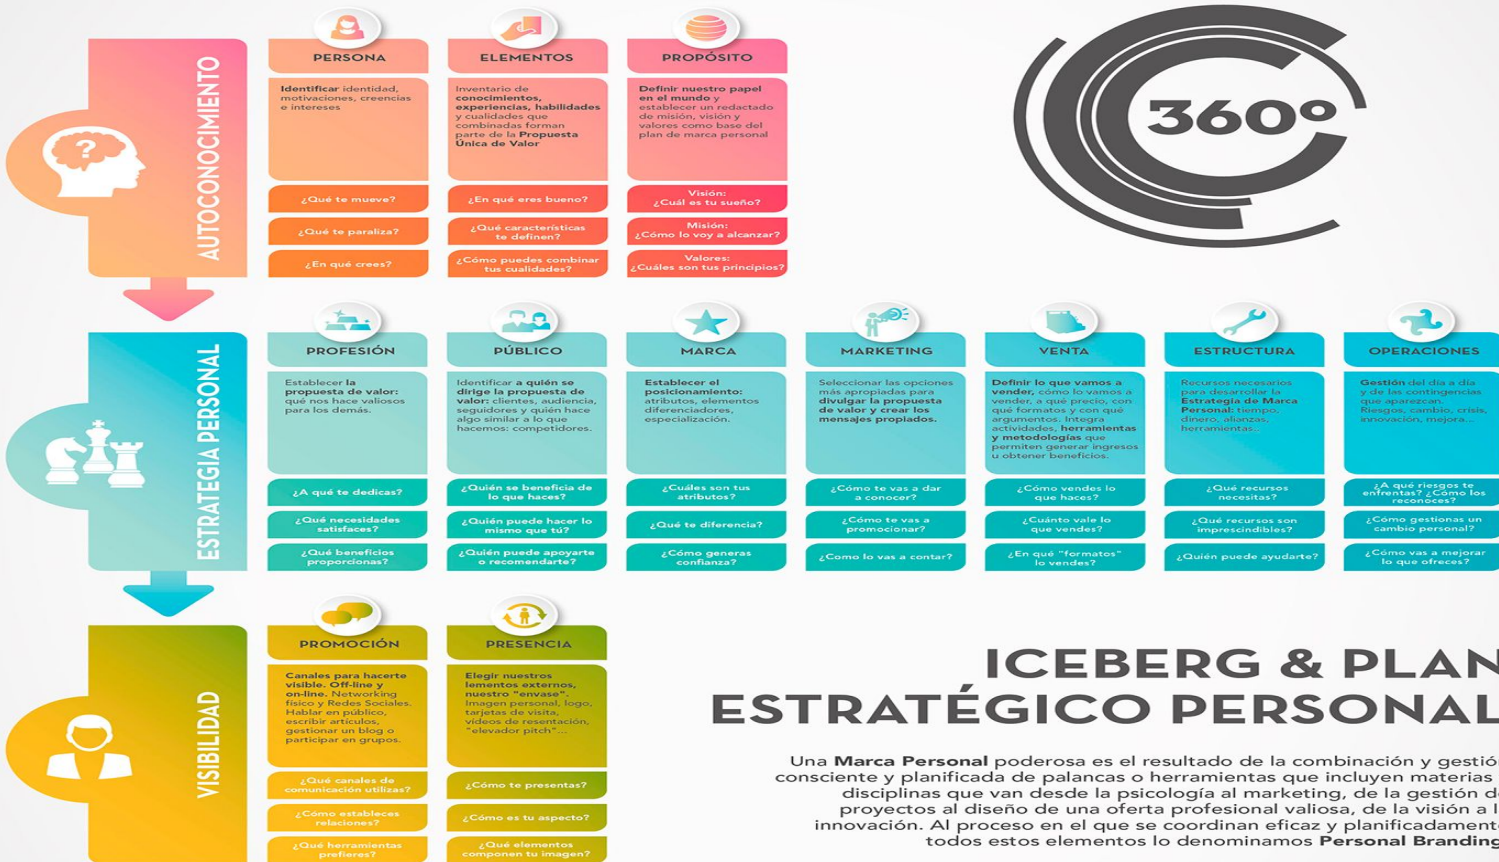 AUTOCONOCIMIENTO
?
PERSONA
Identificar identidad,
motivaciones, creencias
e intereses
¿Qué te mueve?
¿Qué te paraliza?
¿En qué crees?
ELEMENTOS
Inventario de
conocimientos,
experiencias, habilidades
y cualidades que
combinadas forman
parte de la Propuesta
Única de Valor
¿En qué eres bueno?
¿Qué características
te definen?
¿Cómo puedes combinar
tus cualidades?
PROPÓSITO
Definir nuestro papel
en el mundo y
establecer un redactado
de misión, visión y
valores como base del
plan de marca personal
Visión:
¿Cuál es tu sueño?
Misión:
¿Cómo lo voy a alcanzar?
Valores:
¿Cuáles son tus principios?
360º
ESTRATEGIA PERSONAL
PROFESIÓN
Establecer la
propuesta de valor:
qué nos hace valiosos
para los demás.
¿A qué te dedicas?
¿Qué necesidades
satisfaces?
¿Qué beneficios
proporcionas?
PÚBLICO
Identificar a quién se
dirige la propuesta de
valor: clientes, audiencia,
seguidores y quién hace
algo similar a lo que
hacemos: competidores.
¿Quién se beneficia de
lo que haces?
¿Quién puede hacer lo
mismo que tú?
¿Quién puede apoyarte
o recomendarte?
MARCA
Establecer el
posicionamiento:
atributos, elementos
diferenciadores,
especialización.
¿Cuáles son tus
atributos?
¿Qué te diferencia?
¿Cómo generas
confianza?
MARKETING
Seleccionar las opciones
más apropiadas para
divulgar la propuesta
de valor y crear los
mensajes propiados.
¿Cómo te vas a dar
a conocer?
¿Cómo te vas a
promocionar?
¿Como lo vas a contar?
VENTA
Definir lo que vamos a
vender, cómo lo vamos a
vender, a qué precio, con
qué formatos y con qué
argumentos. Integra
actividades, herramientas
y metodologías que
permiten generar ingresos
u obtener beneficios.
¿Cómo vendes lo
que haces?
¿Cuánto vale lo
que vendes?
¿En qué "formatos"
lo vendes?
ESTRUCTURA
Recursos necesarios
para desarrollar la
Estrategia de Marca
Personal: tiempo,
dinero, alianzas,
herramientas...
¿Qué recursos
necesitas?
¿Qué recursos son
imprescindibles?
¿Quién puede ayudarte?
OPERACIONES
Gestión del día a día
y de las contingencias
que aparezcan.
Riesgos, cambio, crisis,
innovación, mejora...
¿A qué riesgos te
enfrentas? ¿Cómo los
reconoces?
¿Cómo gestionas un
cambio personal?
¿Cómo vas a mejorar
lo que ofreces?
VISIBILIDAD
PROMOCIÓN
Canales para hacerte
visible. Off-line y
on-line. Networking
físico y Redes Sociales.
Hablar en público,
escribir artículos,
gestionar un blog o
participar en grupos.
¿Qué canales de
comunicación utilizas?
¿Cómo estableces
relaciones?
¿Qué herramientas
prefieres?
PRESENCIA
Elegir nuestros
lementos externos,
nuestro "envase".
Imagen personal, logo,
tarjetas de visita,
vídeos de resentación,
"elevador pitch"...
¿Cómo te presentas?
¿Cómo es tu aspecto?
¿Qué elementos
componen tu imagen?
ICEBERG & PLAN
ESTRATÉGICO PERSONAL
Una Marca Personal poderosa es el resultado de la combinación y gestión
consciente y planificada de palancas o herramientas que incluyen materias
disciplinas que van desde la psicología al marketing, de la gestión de
proyectos al diseño de una oferta profesional valiosa, de la visión a l
innovación. Al proceso en el que se coordinan eficaz y planificadamente
todos estos elementos lo denominamos Personal Branding